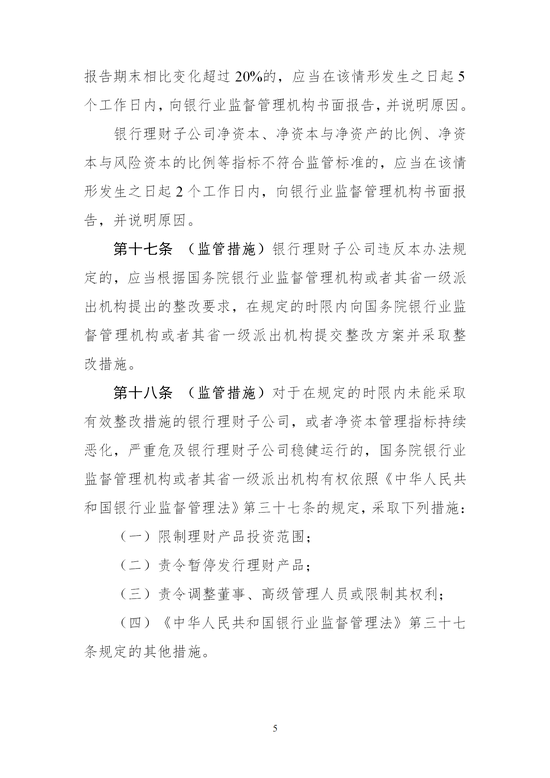 报告期末相比变化超过 20%的，应当在该情形发生之日起 5
个工作日内，向银行业监督管理机构书面报告，并说明原因。
银行理财子公司净资本、净资本与净资产的比例、净资
本与风险资本的比例等指标不符合监管标准的，应当在该情
形发生之日起 2 个工作日内，向银行业监督管理机构书面报
告，并说明原因。
第十七条 （监管措施）银行理财子公司违反本办法规
定的，应当根据国务院银行业监督管理机构或者其省一级派
出机构提出的整改要求，在规定的时限内向国务院银行业监
督管理机构或者其省一级派出机构提交整改方案并采取整
改措施。
第十八条 （监管措施）对于在规定的时限内未能采取
有效整改措施的银行理财子公司，或者净资本管理指标持续
恶化，严重危及银行理财子公司稳健运行的，国务院银行业
监督管理机构或者其省一级派出机构有权依照《中华人民共
和国银行业监督管理法》第三十七条的规定，采取下列措施：
（一）限制理财产品投资范围；
（二）责令暂停发行理财产品；
（三）责令调整董事、高级管理人员或限制其权利；
（四）《中华人民共和国银行业监督管理法》第三十七
条规定的其他措施。
5